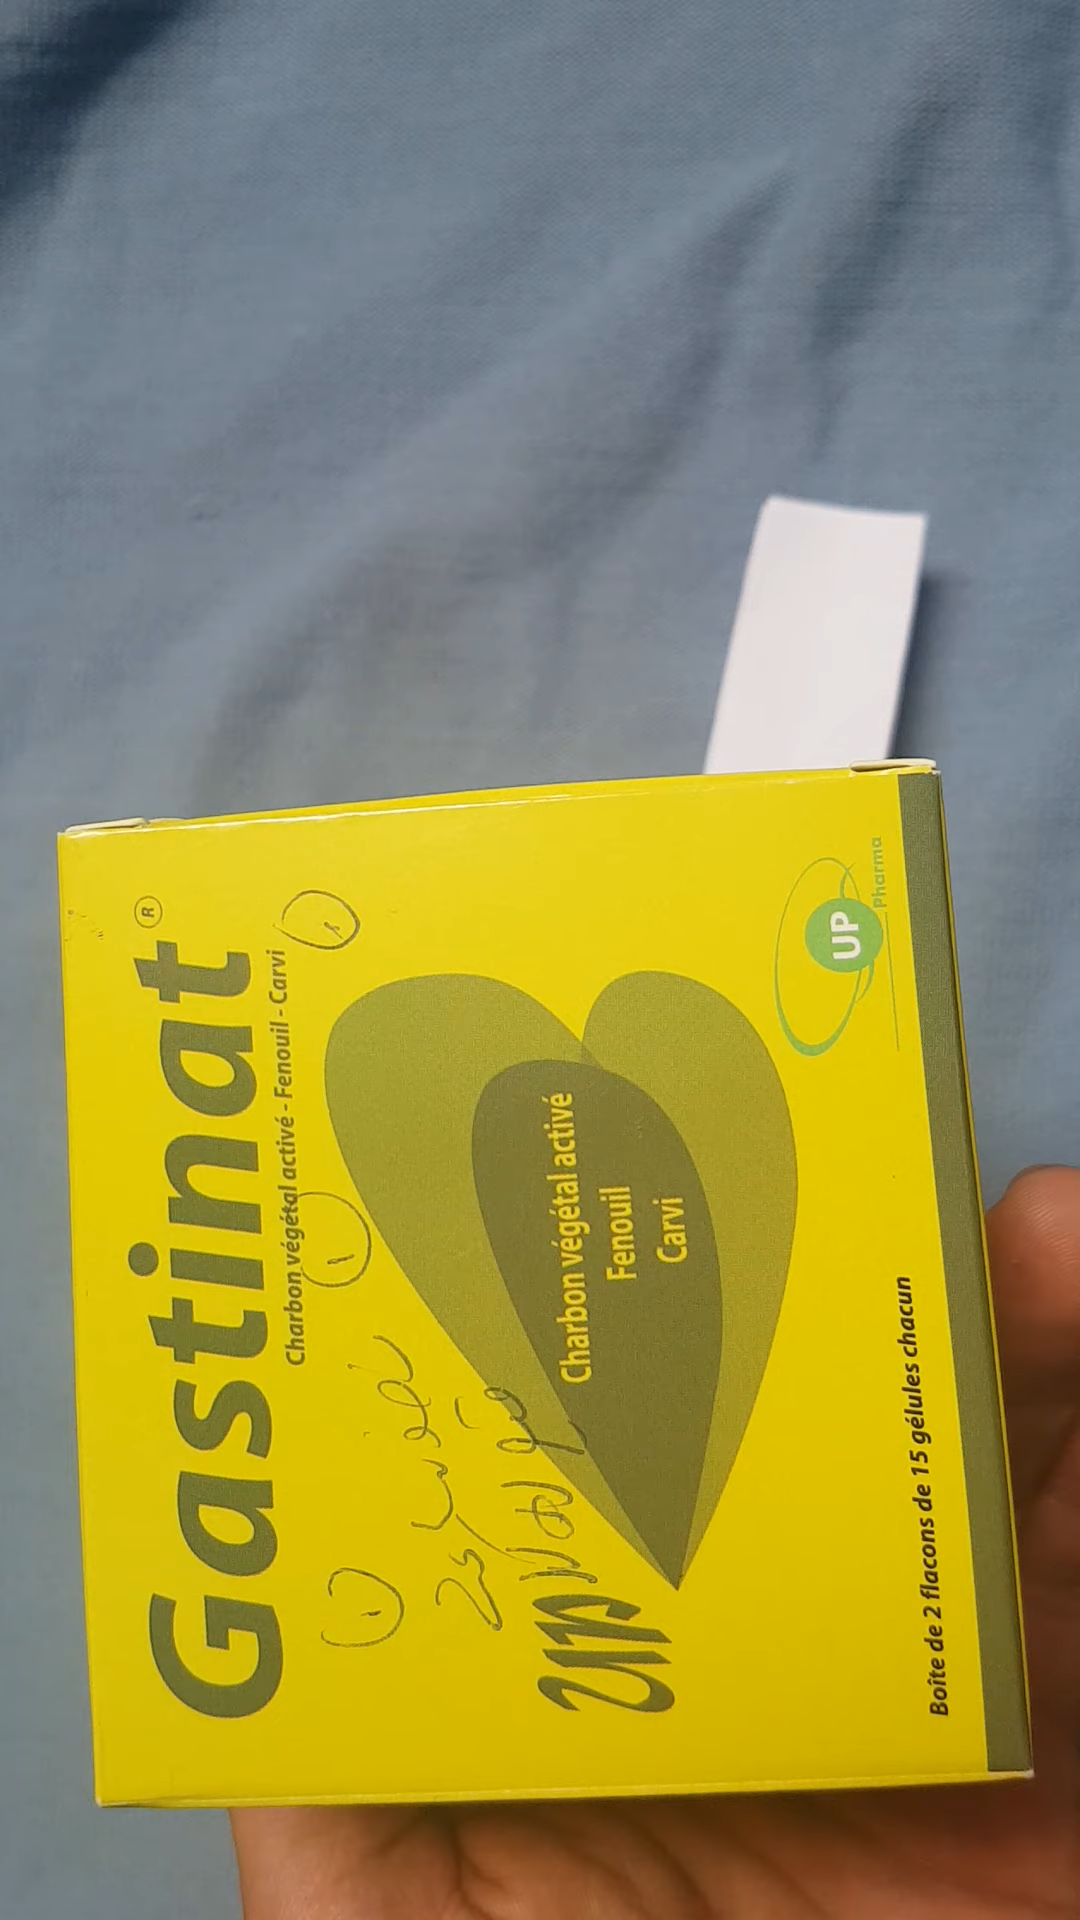 Gastinat®
Charbon végétal activé - Fenouil - Carvi
Charbon végétal activé
Fenouil
Carvi
UP
Pharma
Boîte de 2 flacons de 15 gélules chacun